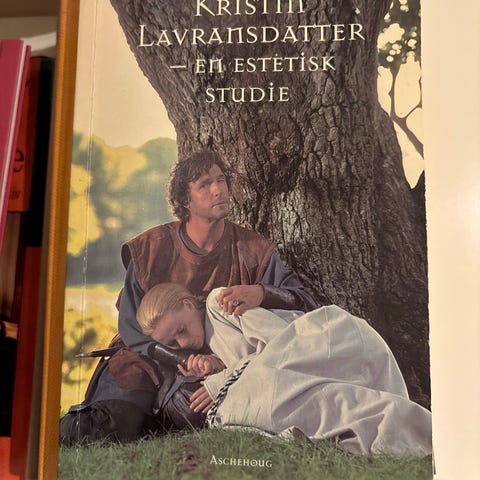 KRISTIN
LAVRANSDATTER
– EN ESTETISK
STUDIE
ASCHEHOUG